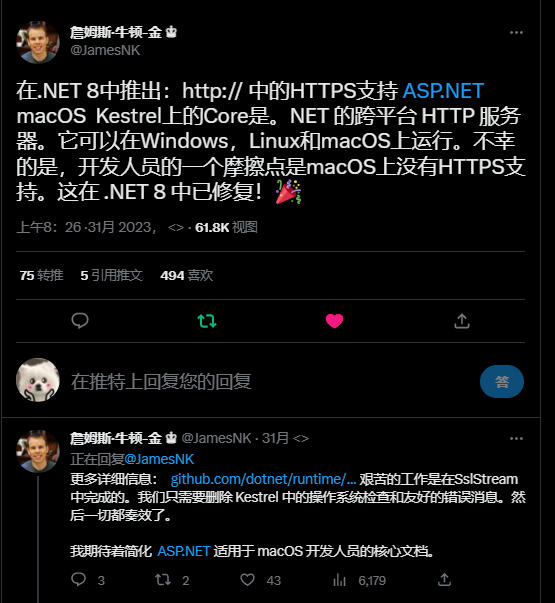 詹姆斯·牛顿-金
@JamesNK
在.NET 8中推出：http:// 中的HTTPS支持 ASP.NET
macOS Kestrel上的Core是。NET 的跨平台 HTTP 服务
器。它可以在Windows，Linux和macOS上运行。不幸
的是，开发人员的一个摩擦点是macOS上没有HTTPS支
持。这在 .NET 8 中已修复！🎉
上午8：26 ·31月 2023， <> · 61.8K 视图
75 转推 5 引用推文 494 喜欢
在推特上回复您的回复
答
詹姆斯·牛顿-金 @JamesNK · 31月 <>
正在回复@JamesNK
更多详细信息： github.com/dotnet/runtime/... 艰苦的工作是在SslStream
中完成的。我们只需要删除 Kestrel 中的操作系统检查和友好的错误消息。然
后一切都奏效了。
我期待着简化 ASP.NET 适用于 macOS 开发人员的核心文档。
3 2 43 6,179